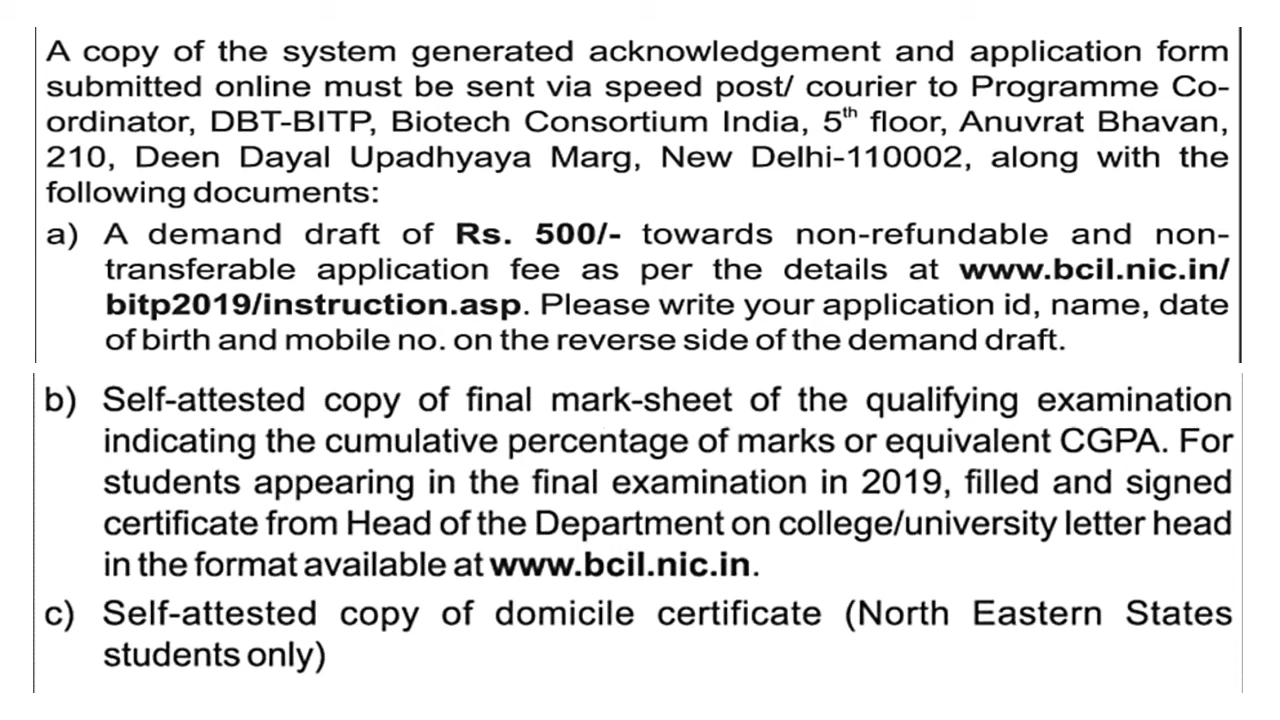 A copy of the system generated acknowledgement and application form
submitted online must be sent via speed post/ courier to Programme Co-
ordinator, DBT-BITP, Biotech Consortium India, 5th floor, Anuvrat Bhavan,
210, Deen Dayal Upadhyaya Marg, New Delhi-110002, along with the
following documents:
a) A demand draft of Rs. 500/- towards non-refundable and non-
transferable application fee as per the details at www.bcil.nic.in/
bitp2019/instruction.asp. Please write your application id, name, date
of birth and mobile no. on the reverse side of the demand draft.
b) Self-attested copy of final mark-sheet of the qualifying examination
indicating the cumulative percentage of marks or equivalent CGPA. For
students appearing in the final examination in 2019, filled and signed
certificate from Head of the Department on college/university letter head
in the format available at www.bcil.nic.in.
c) Self-attested copy of domicile certificate (North Eastern States
students only)